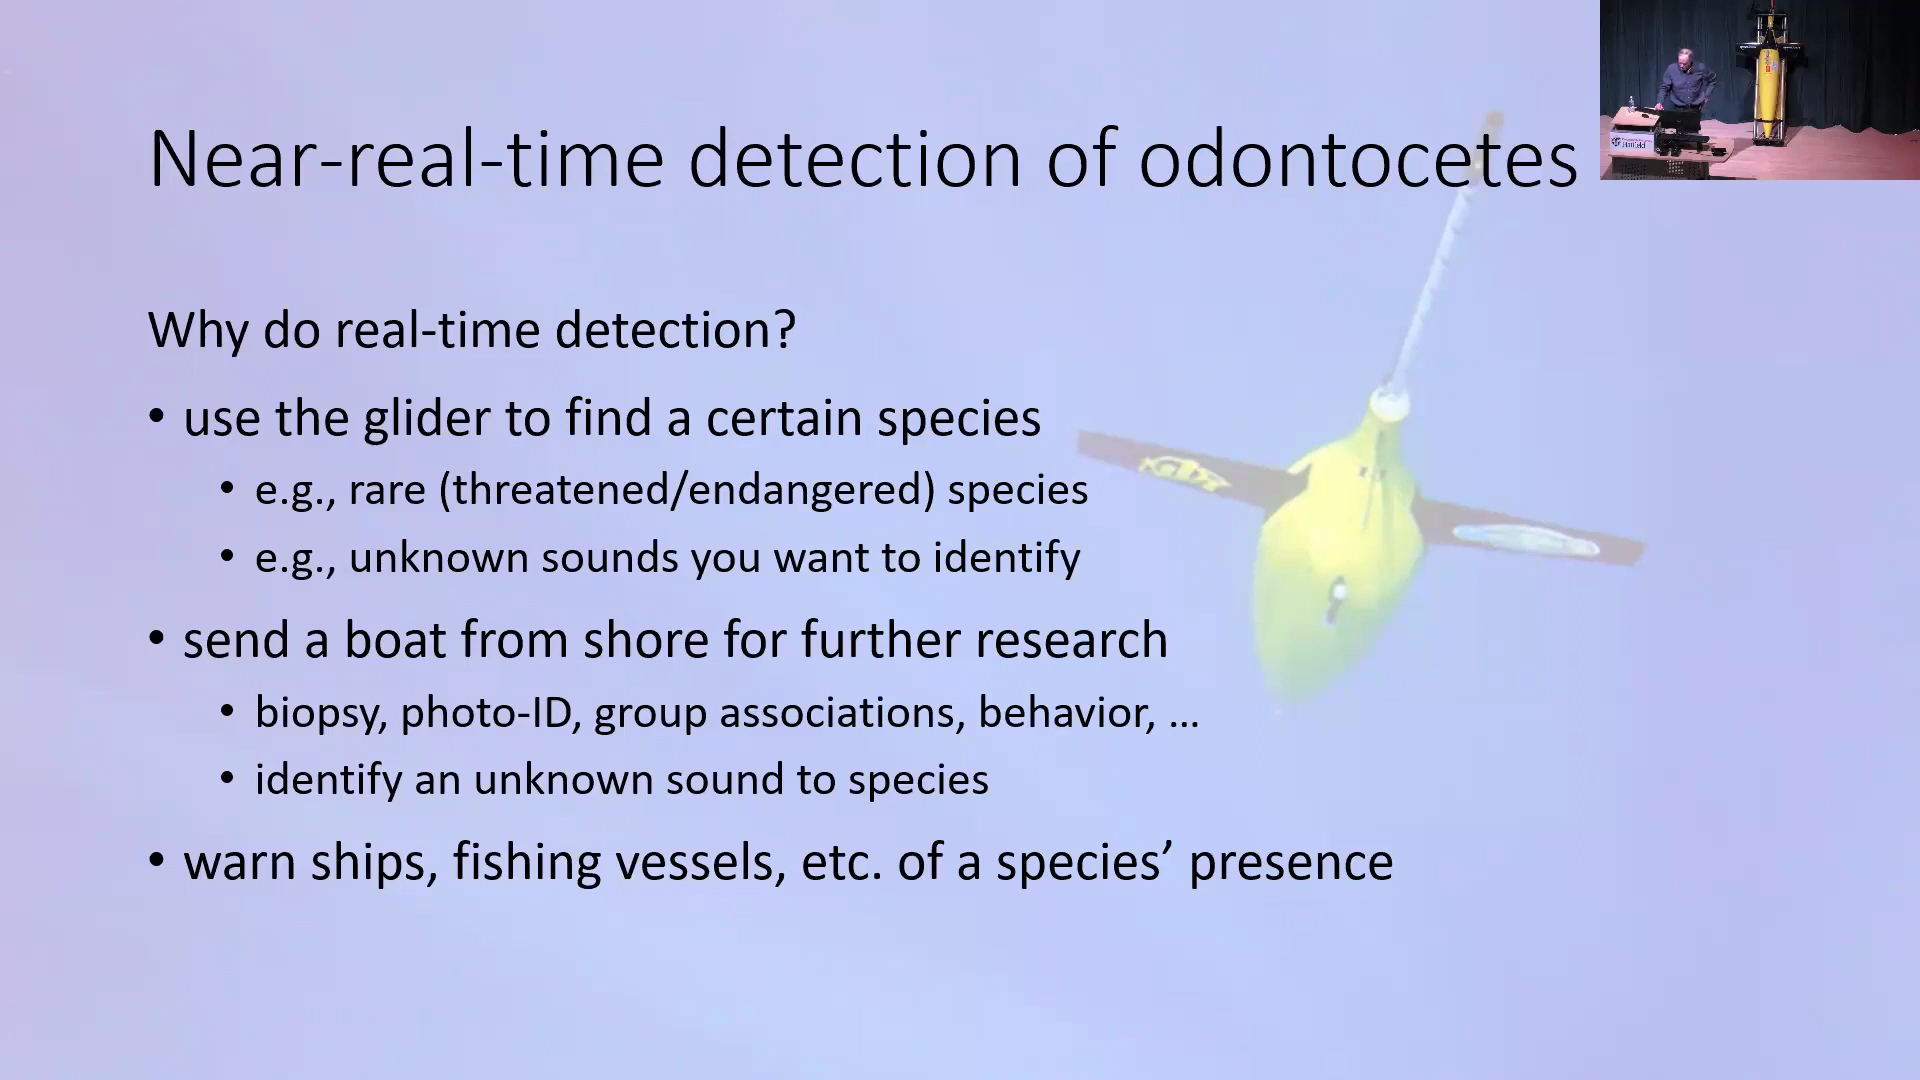 Near-real-time detection of odontocetes
Why do real-time detection?
• use the glider to find a certain species
• e.g., rare (threatened/endangered) species
• e.g., unknown sounds you want to identify
• send a boat from shore for further research
• biopsy, photo-ID, group associations, behavior, ...
• identify an unknown sound to species
• warn ships, fishing vessels, etc. of a species’ presence
Hatfield